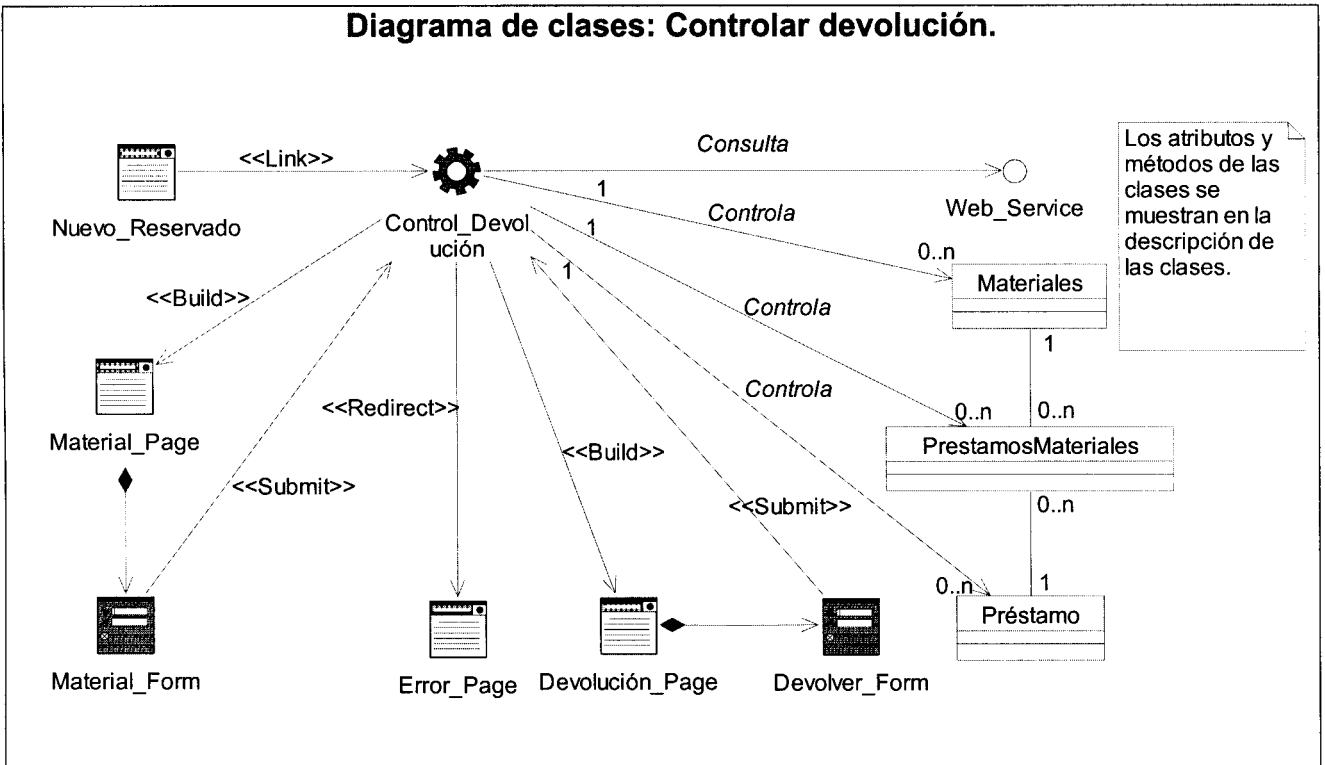 Diagrama de clases: Controlar devolución.
<<Link>>
Consulta
Los atributos y
métodos de las
clases se
muestran en la
descripción de
las clases.
Nuevo_Reservado
Control_Devol
ución
1
Controla
Web_Service
1
0..n
1
Materiales
<<Build>>
Controla
1
Material_Page
<<Redirect>>
Controla
0..n
0..n
PrestamosMateriales
<<Build>>
<<Submit>>
<<Submit>>
0..n
0..n
1
Préstamo
Material_Form
Error_Page
Devolución_Page
Devolver_Form